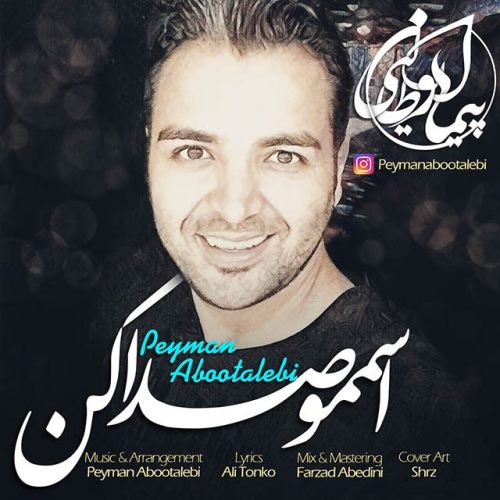 پیمان ابوطالبی
Peymanabootalebi
Peyman
Abootalebi
اسممو صدا کن
Music & Arrangement
Peyman Abootalebi
Lyrics
Ali Tonko
Mix & Mastering
Farzad Abedini
Cover Art
Shrz